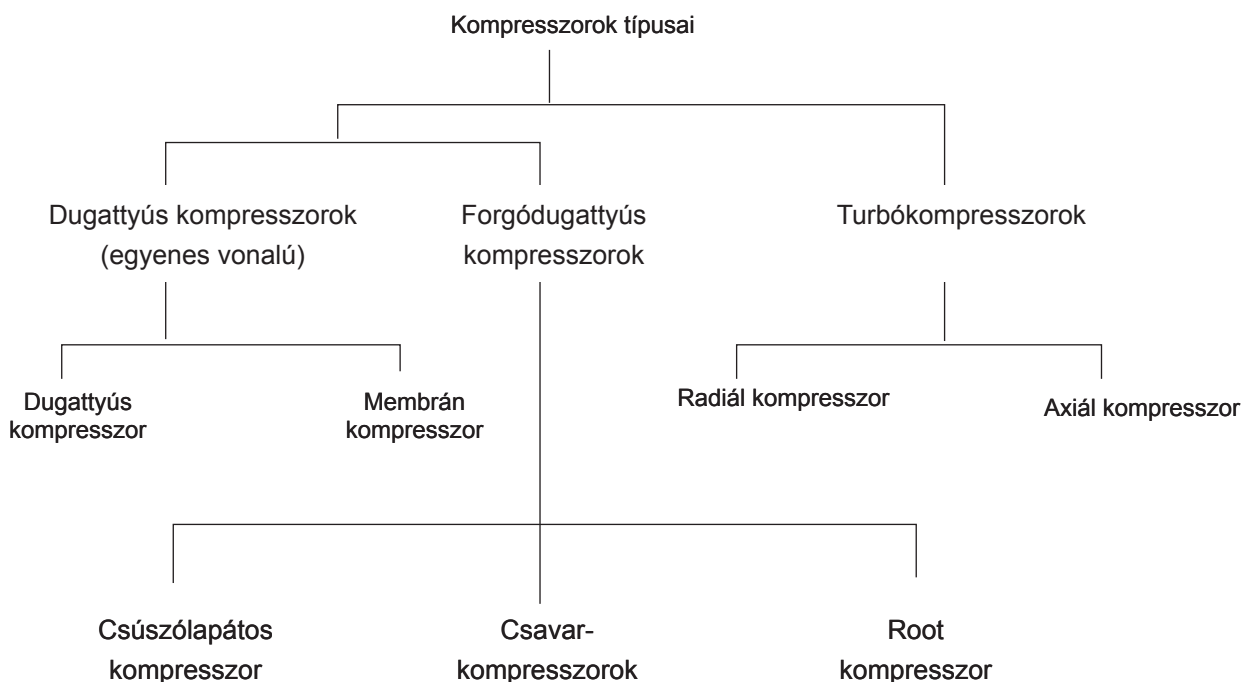 Kompresszorok típusai
Dugattyús kompresszorok
(egyenes vonalú)
Forgódugattyús
kompresszorok
Turbókompresszorok
Dugattyús
kompresszor
Membrán
kompresszor
Radiál kompresszor
Axiál kompresszor
Csúszólapátos
kompresszor
Csavar-
kompresszorok
Root
kompresszor